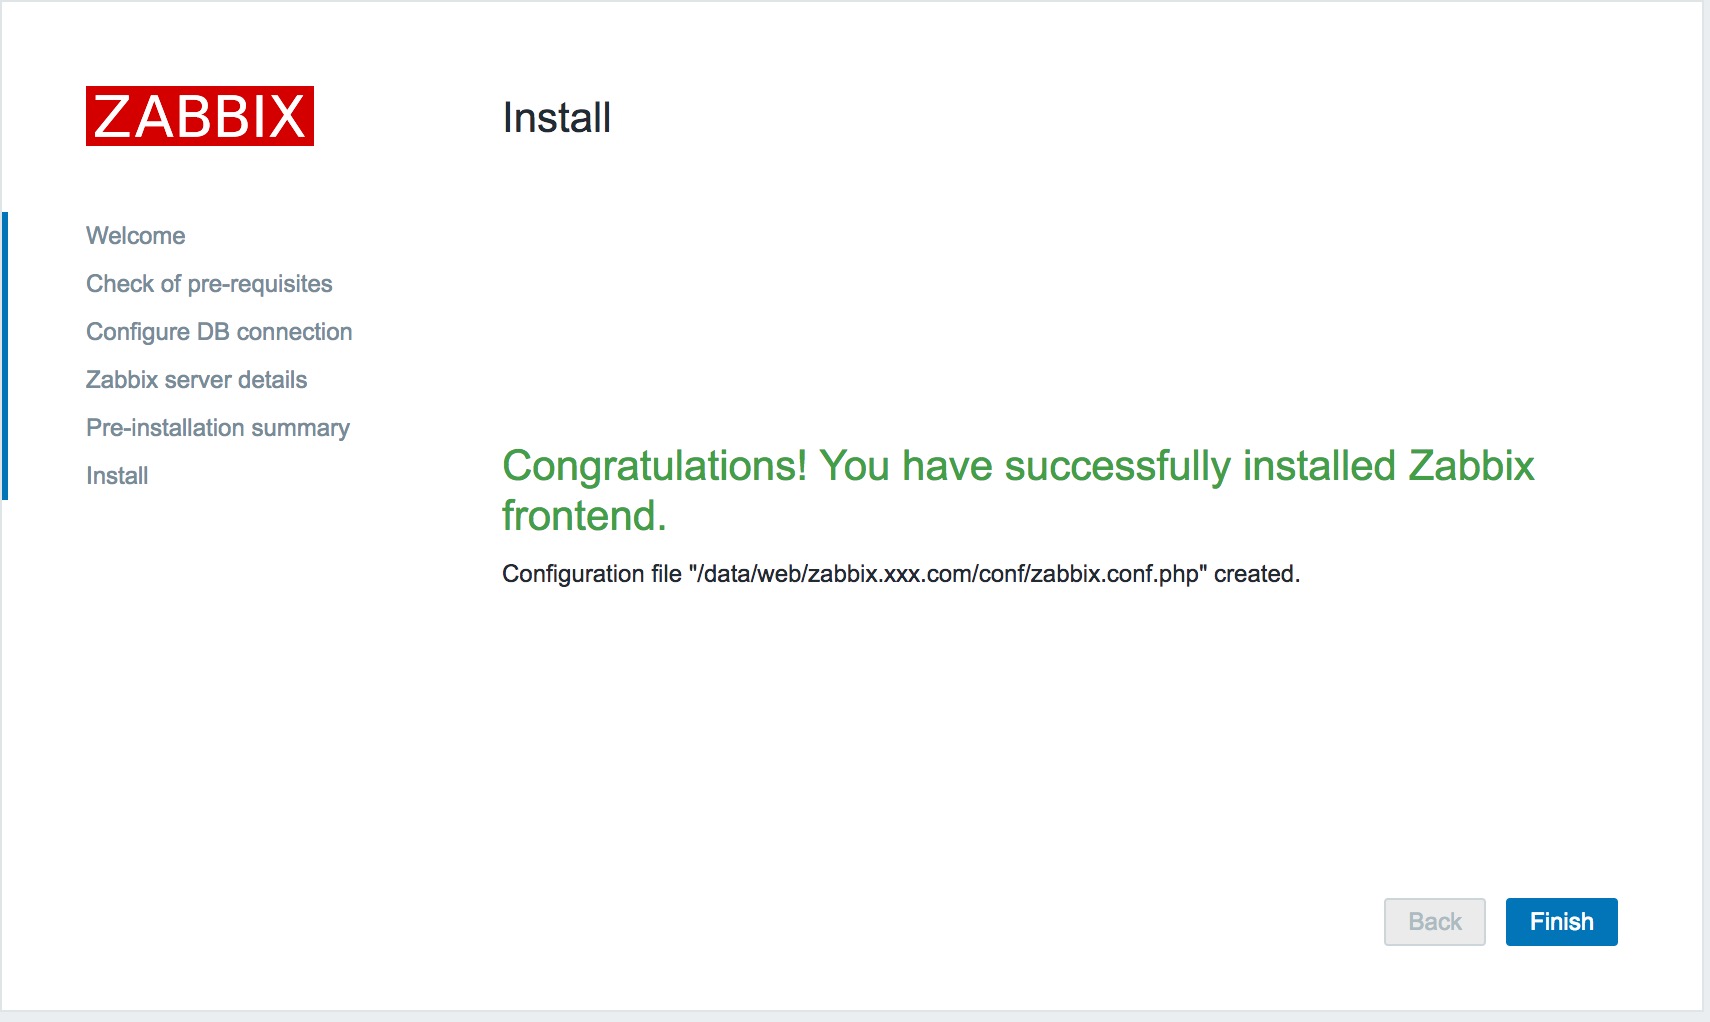 ZABBIX
Install
Welcome
Check of pre-requisites
Configure DB connection
Zabbix server details
Pre-installation summary
Install
Congratulations! You have successfully installed Zabbix
frontend.
Configuration file "/data/web/zabbix.xxx.com/conf/zabbix.conf.php" created.
Back
Finish